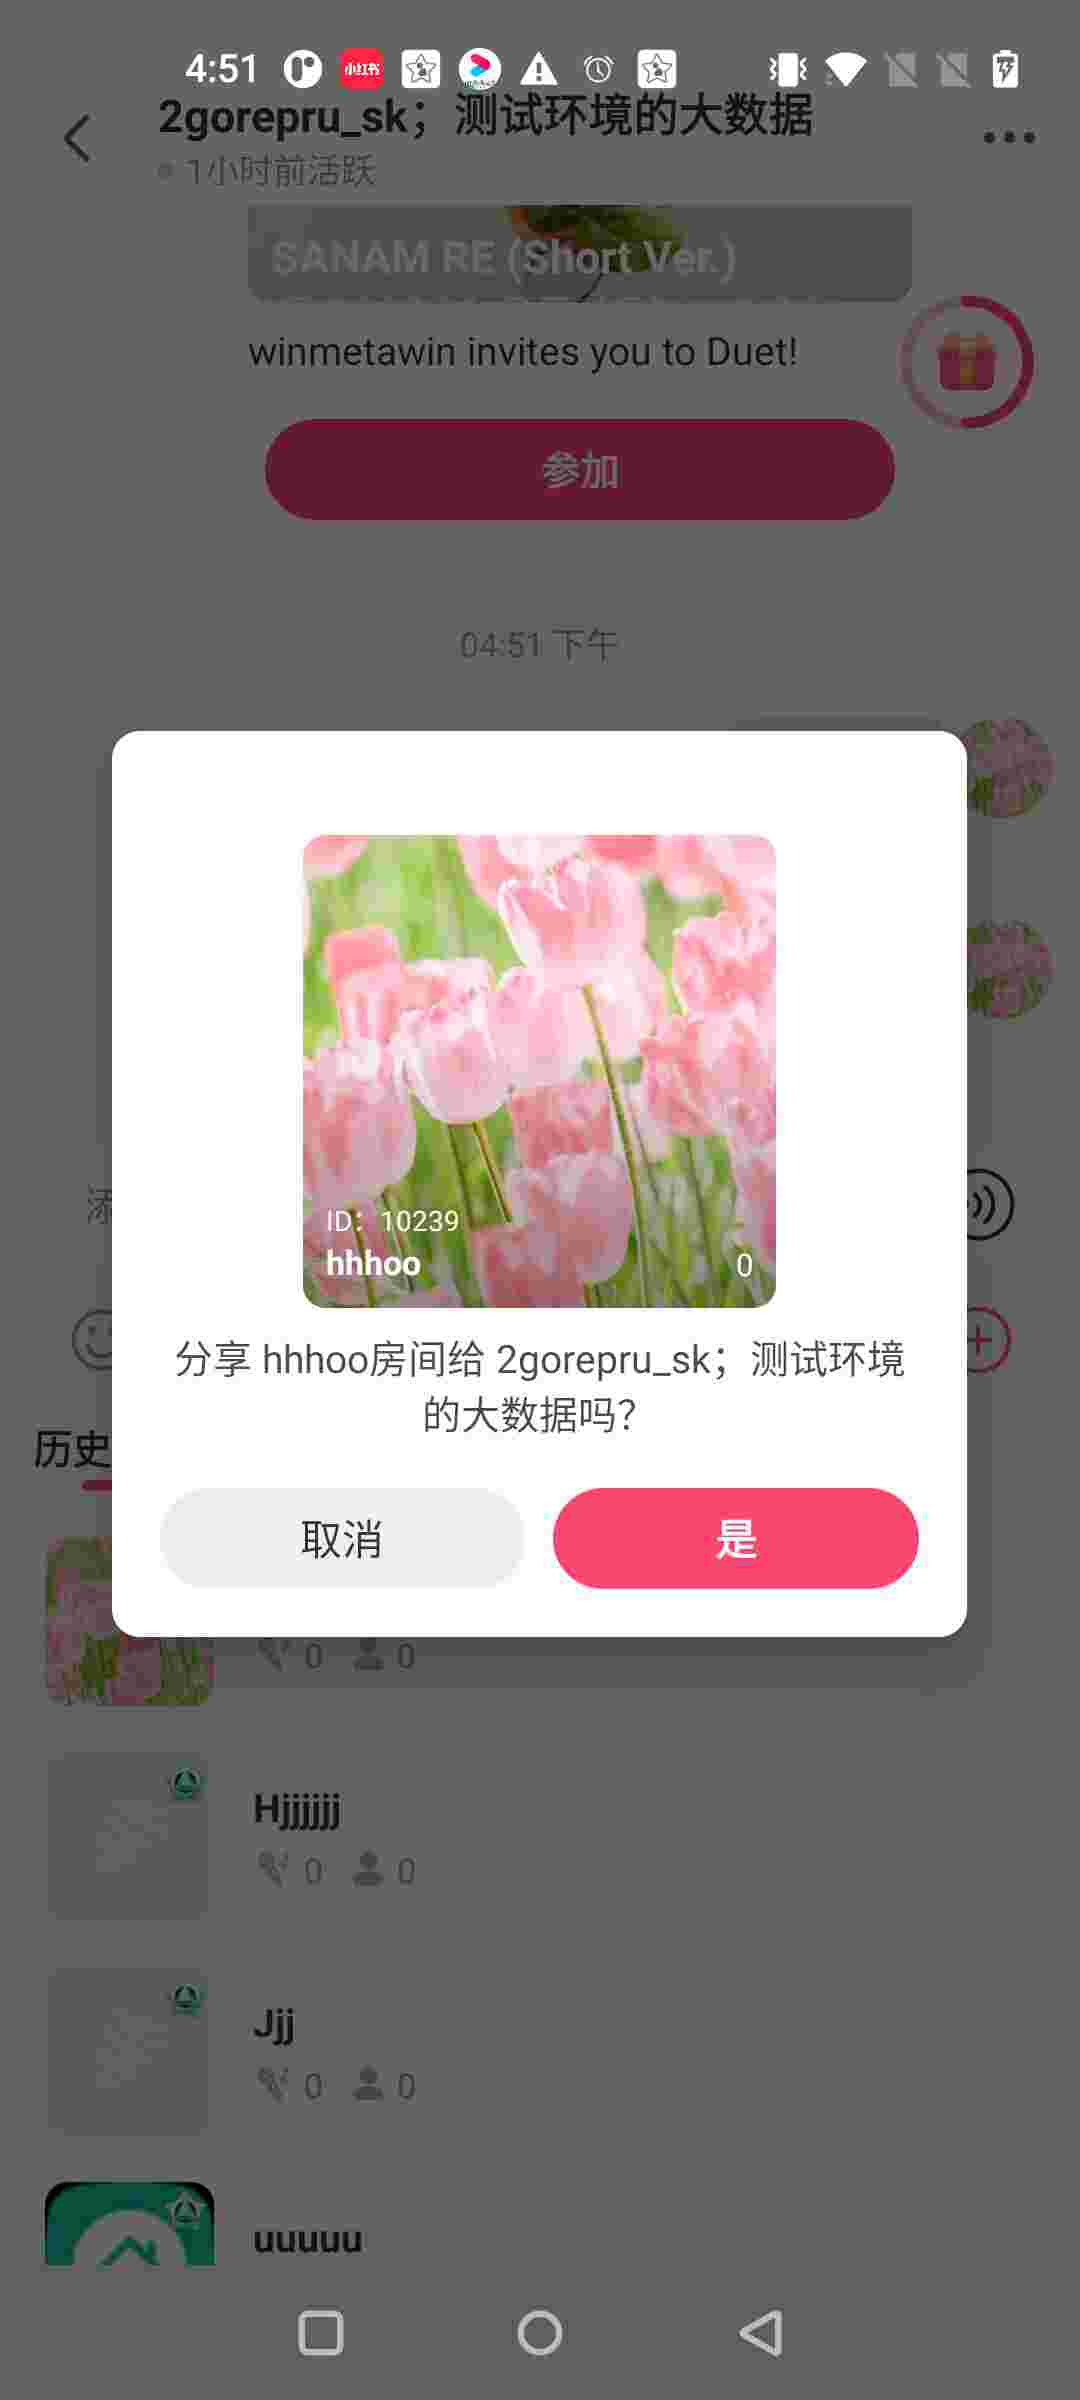 4:51
小红书
2gorepru_sk；测试环境的大数据
1小时前活跃
SANAM RE (Short Ver.)
winmetawin invites you to Duet!
参加
04:51 下午
ID：10239
hhhoo
0
分享 hhhoo房间给 2gorepru_sk；测试环境
的大数据吗？
取消
是
添
历史
0
0
Hjjjjjj
0
0
Jjj
0
0
uuuuu